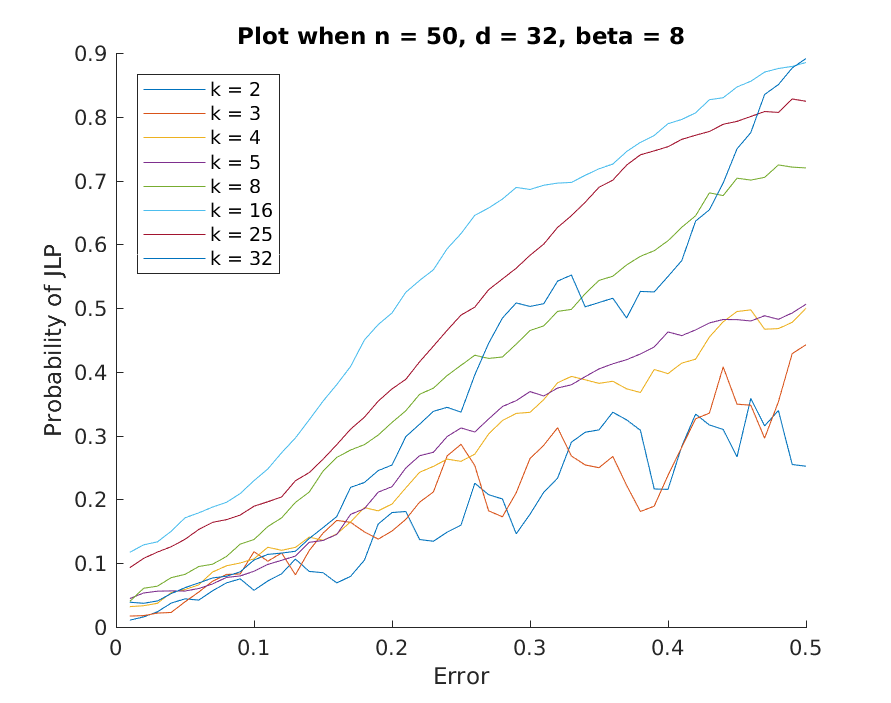 Plot when n = 50, d = 32, beta = 8
0.9
0.8
0.7
0.6
0.5
0.4
0.3
0.2
0.1
0
Probability of JLP
k = 2
k = 3
k = 4
k = 5
k = 8
k = 16
k = 25
k = 32
0 0.1 0.2 0.3 0.4 0.5
Error